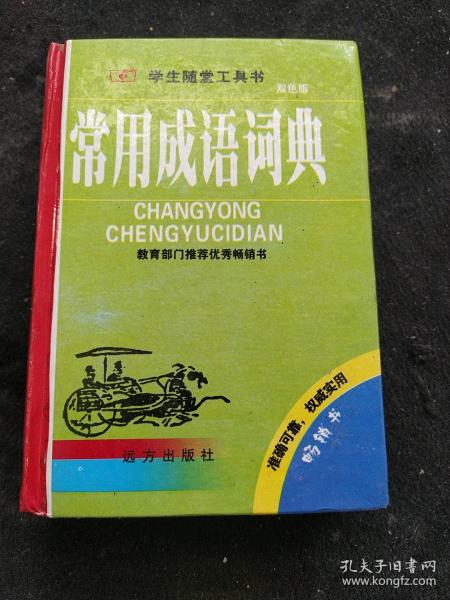 学生随堂工具书
双色版
常用成语词典
CHANGYONG
CHENGYUCIDIAN
教育部门推荐优秀畅销书
准确可靠，权威实用
畅销书
远方出版社
孔夫子旧书网
www.kongfz.com